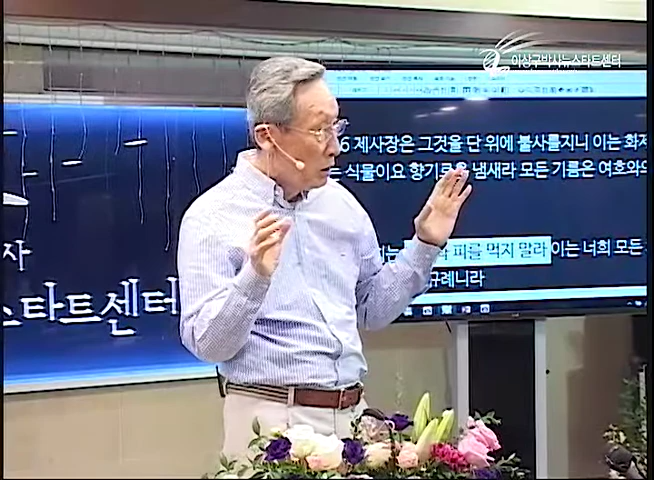 이상구박사뉴스타트센터
6 제사장은 그것을 단 위에 불사를지니 이는 화제
는 식물이요 향기로운 냄새라 모든 기름은 여호와의
피를 먹지 말라 이는 너희 모든
규례니라
자
스타트센터